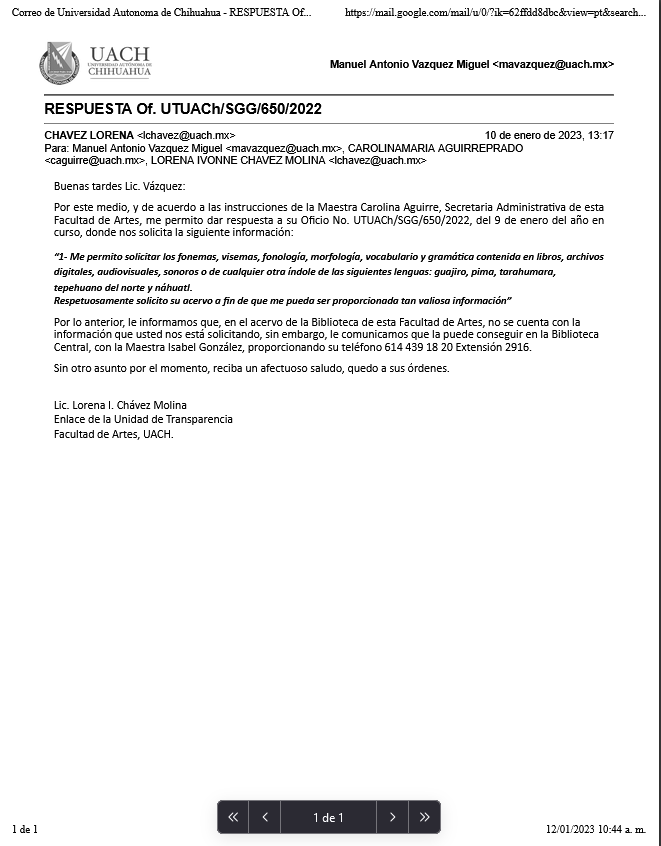 Correo de Universidad Autonoma de Chihuahua - RESPUESTA Of...
https://mail.google.com/mail/u/0/?ik=62ffdd8dbc&view=pt&search...
UACH
UNIVERSIDAD AUTÓNOMA DE
CHIHUAHUA
Manuel Antonio Vazquez Miguel <mavazquez@uach.mx>
RESPUESTA Of. UTUACh/SGG/650/2022
CHAVEZ LORENA <lchavez@uach.mx>
10 de enero de 2023, 13:17
Para: Manuel Antonio Vazquez Miguel <mavazquez@uach.mx>, CAROLINAMARIA AGUIRREPRADO
<caguirre@uach.mx>, LORENA IVONNE CHAVEZ MOLINA <lchavez@uach.mx>
Buenas tardes Lic. Vázquez:
Por este medio, y de acuerdo a las instrucciones de la Maestra Carolina Aguirre, Secretaria Administrativa de esta
Facultad de Artes, me permito dar respuesta a su Oficio No. UTUACh/SGG/650/2022, del 9 de enero del año en
curso, donde nos solicita la siguiente información:
“1- Me permito solicitar los fonemas, visemas, fonología, morfología, vocabulario y gramática contenida en libros, archivos
digitales, audiovisuales, sonoros o de cualquier otra índole de las siguientes lenguas: guajiro, pima, tarahumara,
tepehuano del norte y náhuatl.
Respetuosamente solicito su acervo a fin de que me pueda ser proporcionada tan valiosa información”
Por lo anterior, le informamos que, en el acervo de la Biblioteca de esta Facultad de Artes, no se cuenta con la
información que usted nos está solicitando, sin embargo, le comunicamos que la puede conseguir en la Biblioteca
Central, con la Maestra Isabel González, proporcionando su teléfono 614 439 18 20 Extensión 2916.
Sin otro asunto por el momento, reciba un afectuoso saludo, quedo a sus órdenes.
Lic. Lorena I. Chávez Molina
Enlace de la Unidad de Transparencia
Facultad de Artes, UACH.
1 de 1
1 de 1
12/01/2023 10:44 a. m.